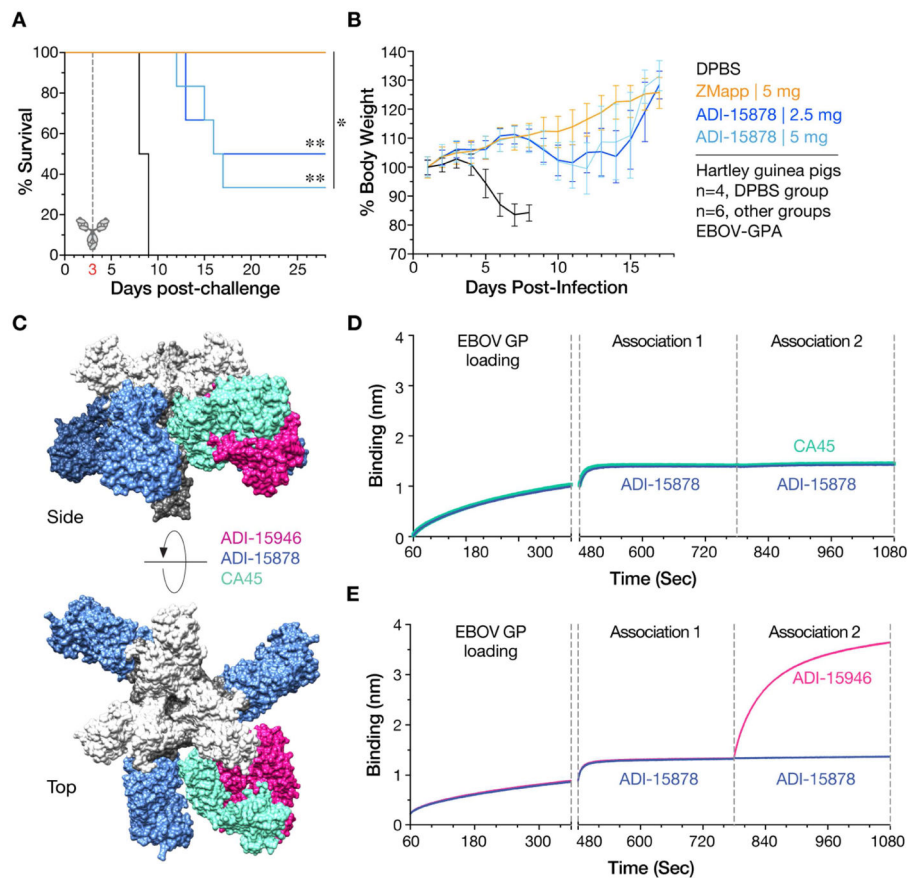 A
100
80
60
40
20
0
% Survival
*
**
**
0
3
5
10
15
20
25
Days post-challenge
B
140
130
120
110
100
90
80
70
% Body Weight
0
5
10
15
Days Post-Infection
DPBS
ZMapp | 5 mg
ADI-15878 | 2.5 mg
ADI-15878 | 5 mg
Hartley guinea pigs
n=4, DPBS group
n=6, other groups
EBOV-GPA
C
Side
ADI-15946
ADI-15878
CA45
Top
D
EBOV GP
loading
Association 1
Association 2
4
3
2
1
0
Binding (nm)
CA45
ADI-15878
ADI-15878
60
180
300
480
600
720
840
960
1080
Time (Sec)
E
EBOV GP
loading
Association 1
Association 2
4
3
2
1
0
Binding (nm)
ADI-15946
ADI-15878
ADI-15878
60
180
300
480
600
720
840
960
1080
Time (Sec)